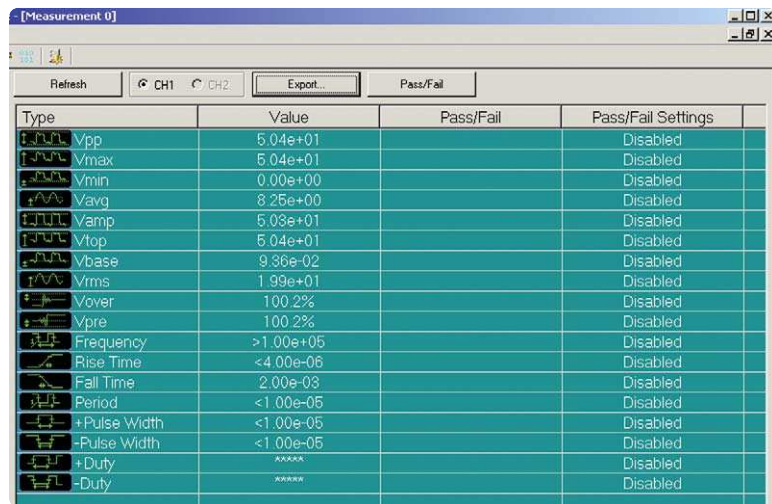 - [Measurement 0]
Refresh CH1 CH2 Export... Pass/Fail
Type Value Pass/Fail Pass/Fail Settings
Vpp 5.04e+01 Disabled
Vmax 5.04e+01 Disabled
Vmin 0.00e+00 Disabled
Vavg 8.25e+00 Disabled
Vamp 5.03e+01 Disabled
Vtop 5.04e+01 Disabled
Vbase 9.36e-02 Disabled
Vrms 1.99e+01 Disabled
Vover 100.2% Disabled
Vpre 100.2% Disabled
Frequency >1.00e+05 Disabled
Rise Time <4.00e-06 Disabled
Fall Time 2.00e-03 Disabled
Period <1.00e-05 Disabled
+Pulse Width <1.00e-05 Disabled
-Pulse Width <1.00e-05 Disabled
+Duty ***** Disabled
-Duty ***** Disabled